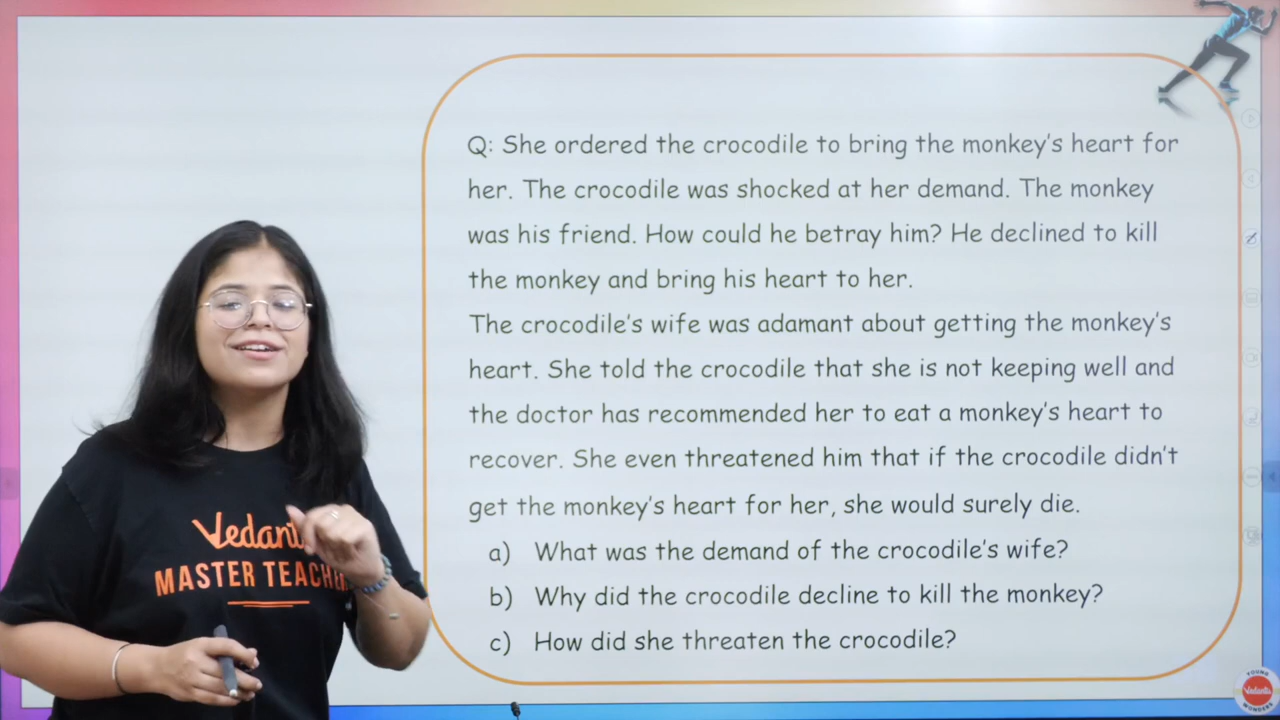 Q: She ordered the crocodile to bring the monkey's heart for
her. The crocodile was shocked at her demand. The monkey
was his friend. How could he betray him? He declined to kill
the monkey and bring his heart to her.
The crocodile's wife was adamant about getting the monkey's
heart. She told the crocodile that she is not keeping well and
the doctor has recommended her to eat a monkey's heart to
recover. She even threatened him that if the crocodile didn't
get the monkey's heart for her, she would surely die.
a) What was the demand of the crocodile's wife?
b) Why did the crocodile decline to kill the monkey?
c) How did she threaten the crocodile?
Vedant
MASTER TEACHE
YOUNG
Vedantu
WONDERS